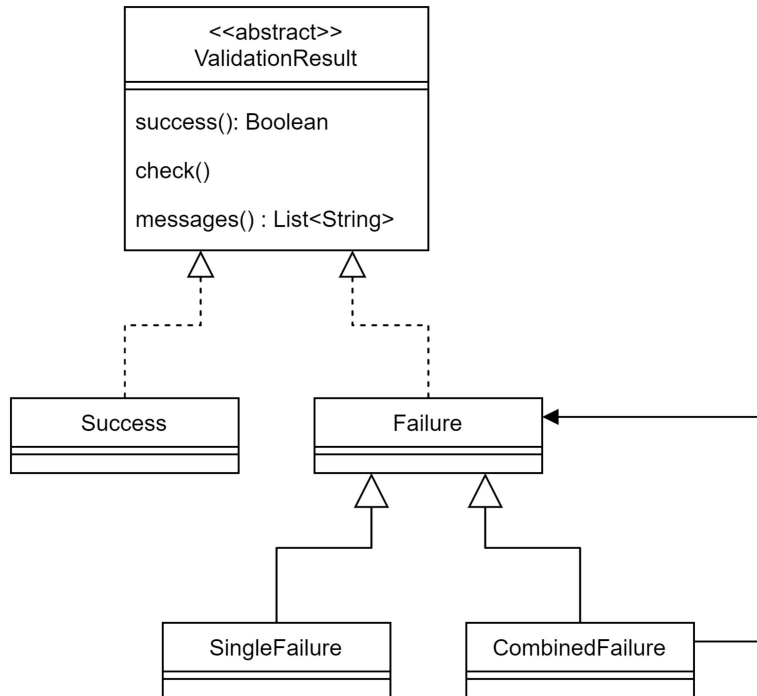 <<abstract>>
ValidationResult
success(): Boolean
check()
messages() : List<String>
Success
Failure
SingleFailure
CombinedFailure